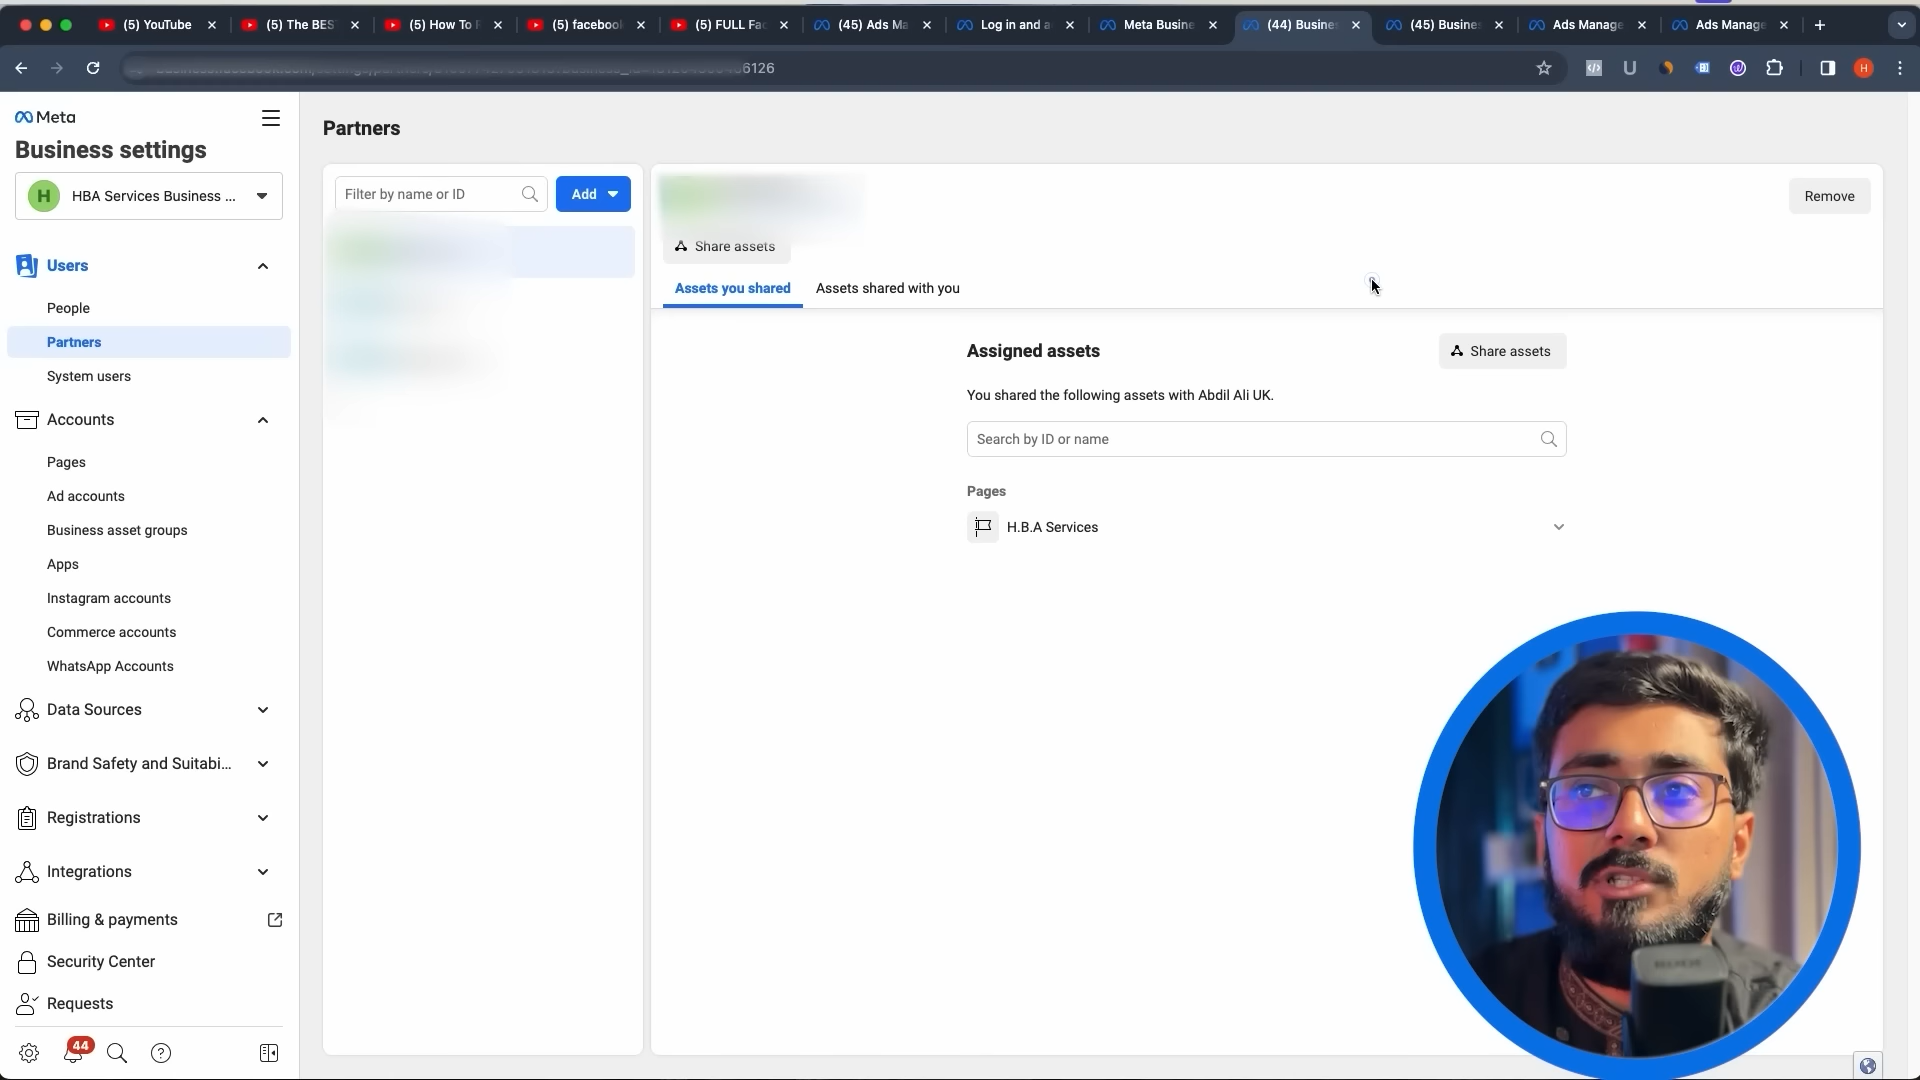 (5) YouTube
(5) The BES
(5) How To
(5) facebook
(5) FULL Fac
(45) Ads Ma
Log in and a
Meta Busine
(44) Busine
(45) Busine
Ads Manage
Ads Manage
6126
H
Meta
Business settings
H
HBA Services Business ...
Users
People
Partners
System users
Accounts
Pages
Ad accounts
Business asset groups
Apps
Instagram accounts
Commerce accounts
WhatsApp Accounts
Data Sources
Brand Safety and Suitabi...
Registrations
Integrations
Billing & payments
Security Center
Requests
44
Partners
Filter by name or ID
Add
Remove
Share assets
Assets you shared
Assets shared with you
Assigned assets
Share assets
You shared the following assets with Abdil Ali UK.
Search by ID or name
Pages
H.B.A Services